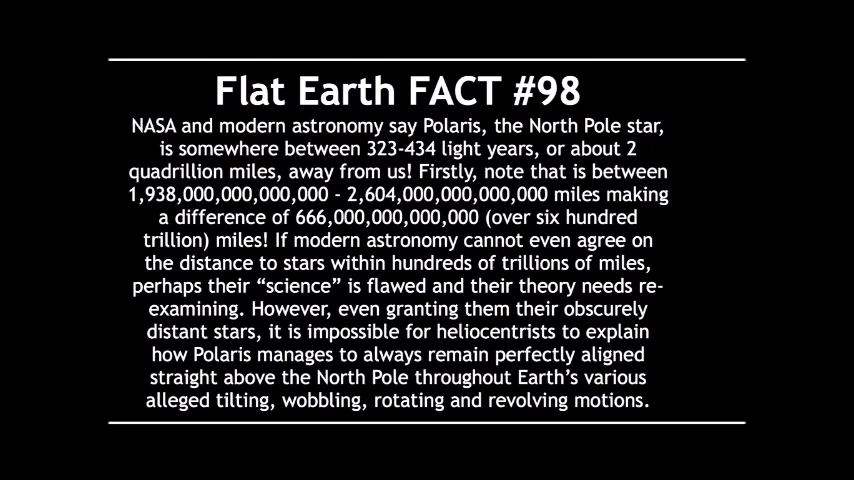 Flat Earth FACT #98
NASA and modern astronomy say Polaris, the North Pole star,
is somewhere between 323-434 light years, or about 2
quadrillion miles, away from us! Firstly, note that is between
1,938,000,000,000,000 - 2,604,000,000,000,000 miles making
a difference of 666,000,000,000,000 (over six hundred
trillion) miles! If modern astronomy cannot even agree on
the distance to stars within hundreds of trillions of miles,
perhaps their “science” is flawed and their theory needs re-
examining. However, even granting them their obscurely
distant stars, it is impossible for heliocentrists to explain
how Polaris manages to always remain perfectly aligned
straight above the North Pole throughout Earth’s various
alleged tilting, wobbling, rotating and revolving motions.